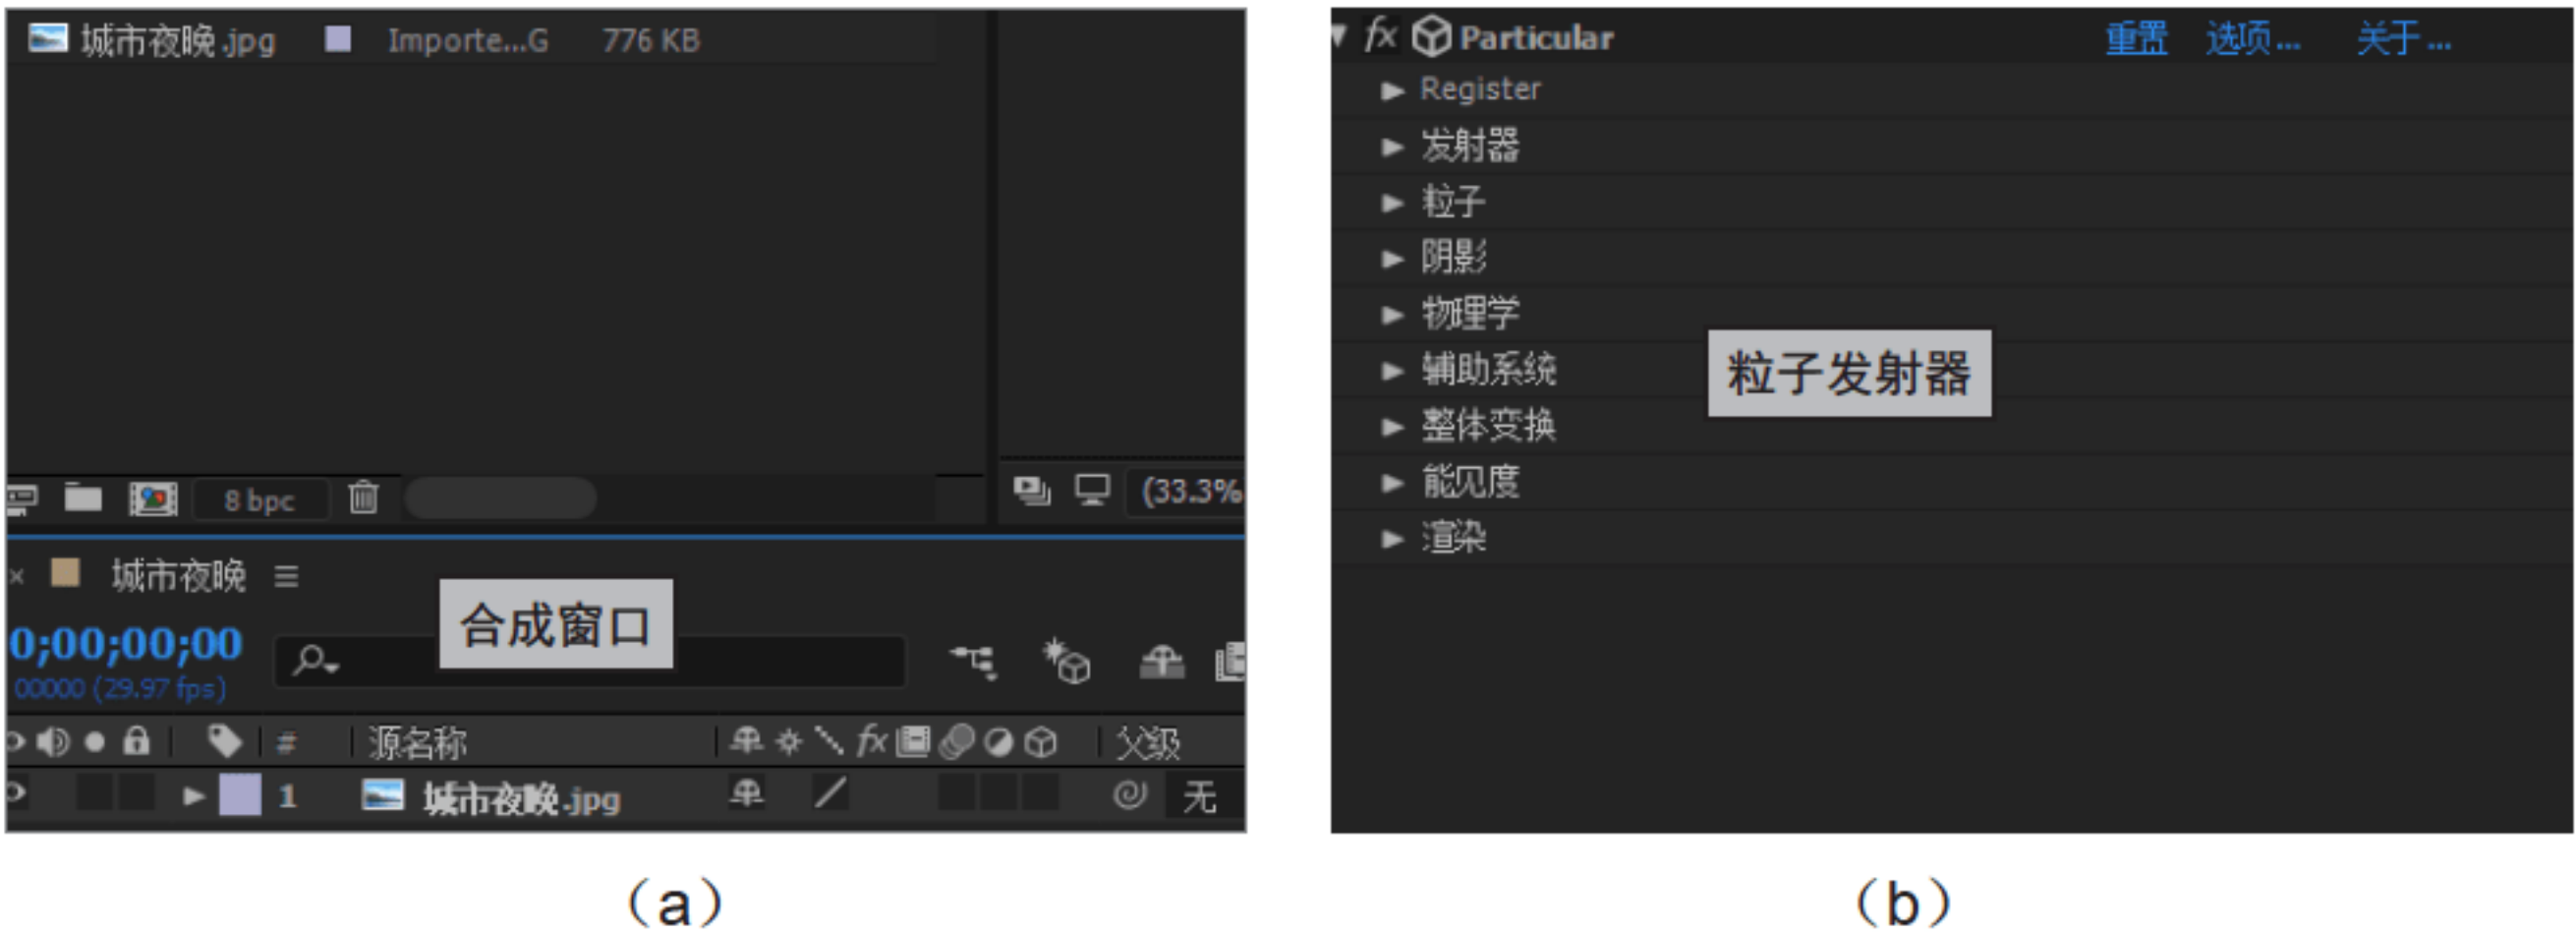 城市夜晚.jpg Importe...G 776 KB
8 bpc (33.3%
城市夜晚
合成窗口
0;00;00;00
00000 (29.97 fps)
# 源名称 fx 父级
1 城市夜晚.jpg 无
(a)
fx Particular 重置 选项... 关于...
Register
发射器
粒子
阴影
物理学
粒子发射器
辅助系统
整体变换
能见度
渲染
(b)